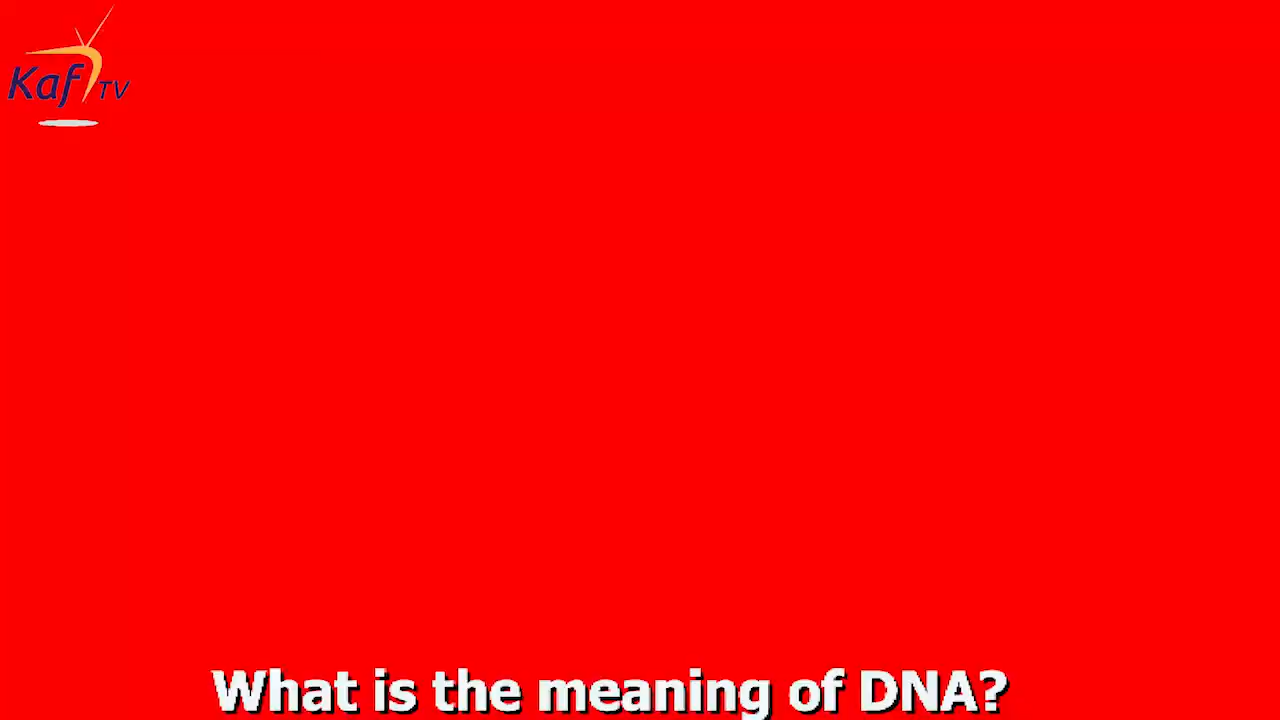 Kaf TV
What is the meaning of DNA?